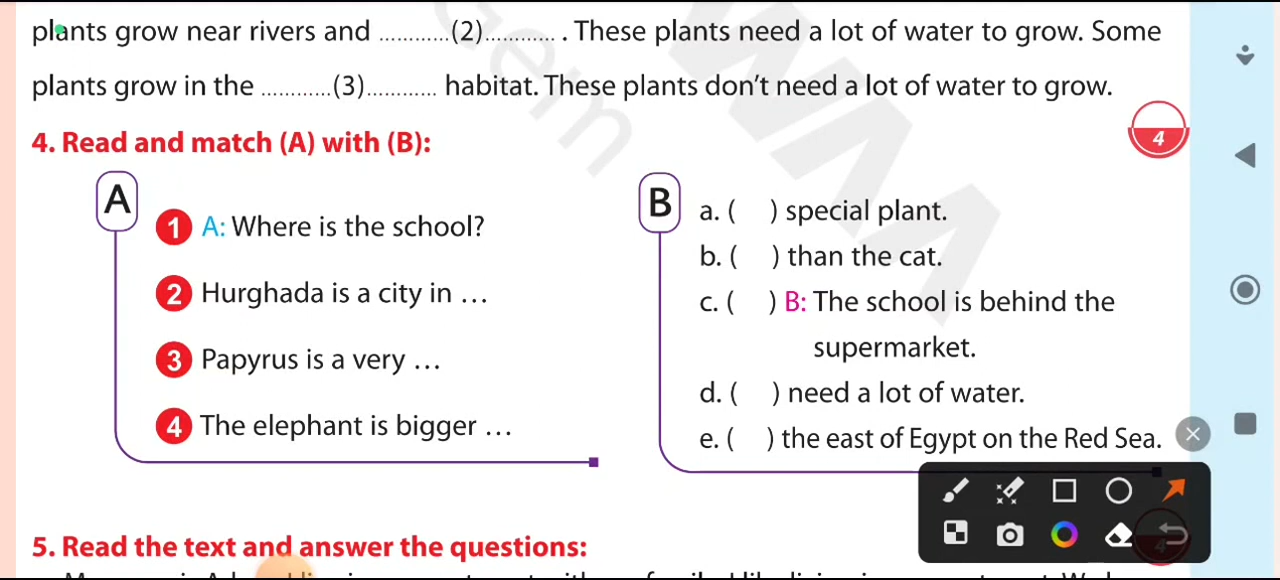 plants grow near rivers and ............(2)............ . These plants need a lot of water to grow. Some
plants grow in the ............(3)............ habitat. These plants don't need a lot of water to grow.
4
4. Read and match (A) with (B):
A
1 A: Where is the school?
2 Hurghada is a city in ...
3 Papyrus is a very ...
4 The elephant is bigger ...
B
a. ( ) special plant.
b. ( ) than the cat.
c. ( ) B: The school is behind the
supermarket.
d. ( ) need a lot of water.
e. ( ) the east of Egypt on the Red Sea.
5. Read the text and answer the questions: